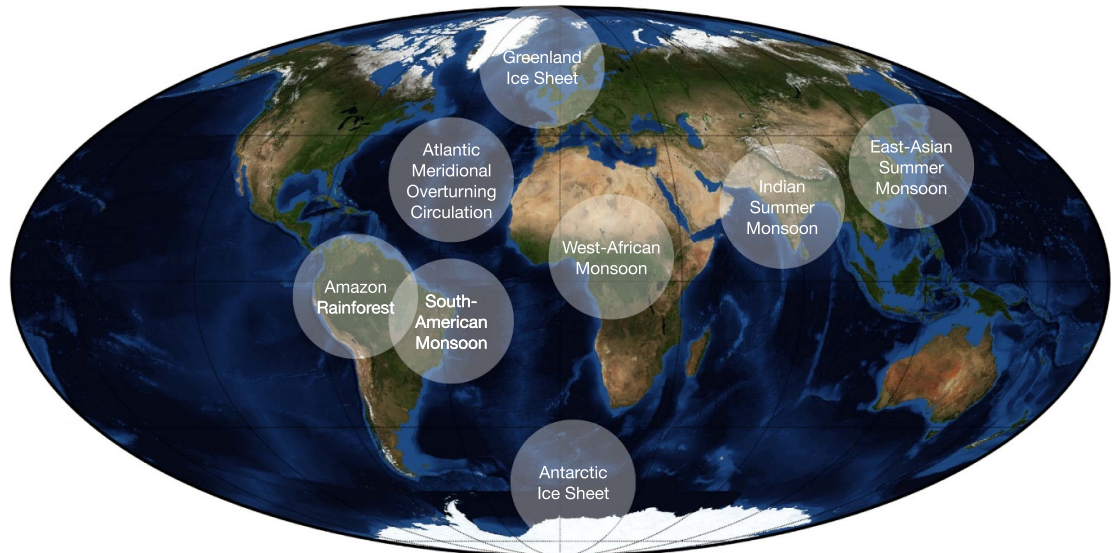 Greenland
Ice Sheet
Atlantic
Meridional
Overturning
Circulation
East-Asian
Summer
Monsoon
Indian
Summer
Monsoon
West-African
Monsoon
Amazon
Rainforest
South-
American
Monsoon
Antarctic
Ice Sheet